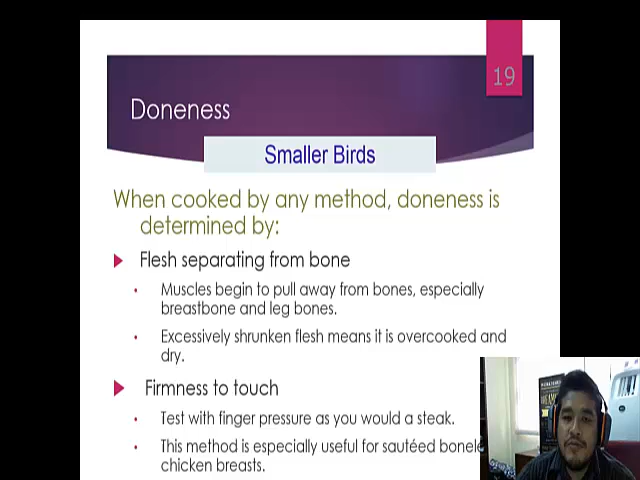 19
Doneness
Smaller Birds
When cooked by any method, doneness is
determined by:
Flesh separating from bone
Muscles begin to pull away from bones, especially
breastbone and leg bones.
Excessively shrunken flesh means it is overcooked and
dry.
Firmness to touch
Test with finger pressure as you would a steak.
This method is especially useful for sautéed bonele
chicken breasts.